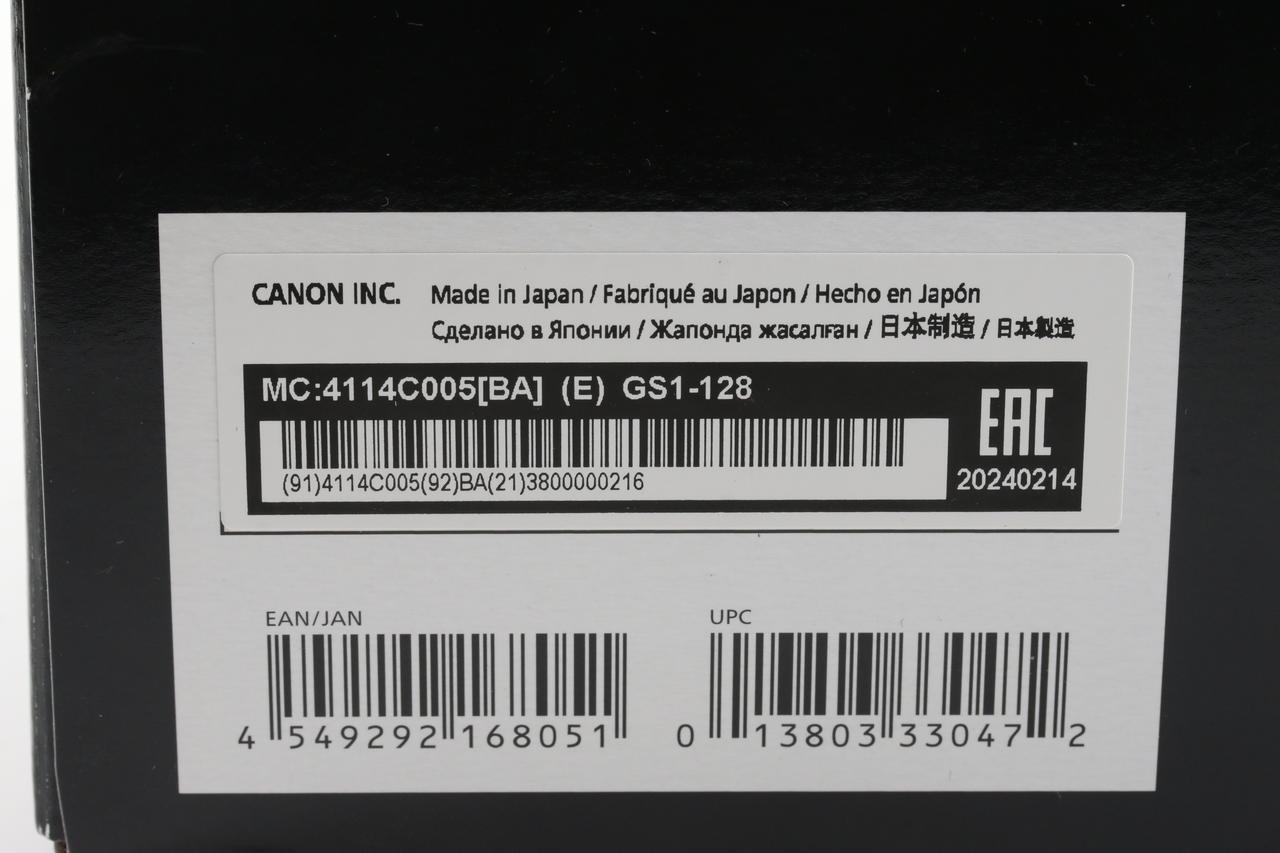 CANON INC. Made in Japan / Fabriqué au Japon / Hecho en Japón
Сделано в Японии / Жапонда жасалған / 日本制造 / 日本製造
MC:4114C005[BA] (E) GS1-128
EAC
(91)4114C005(92)BA(21)3800000216
20240214
EAN/JAN
4 549292 168051
UPC
0 13803 33047 2